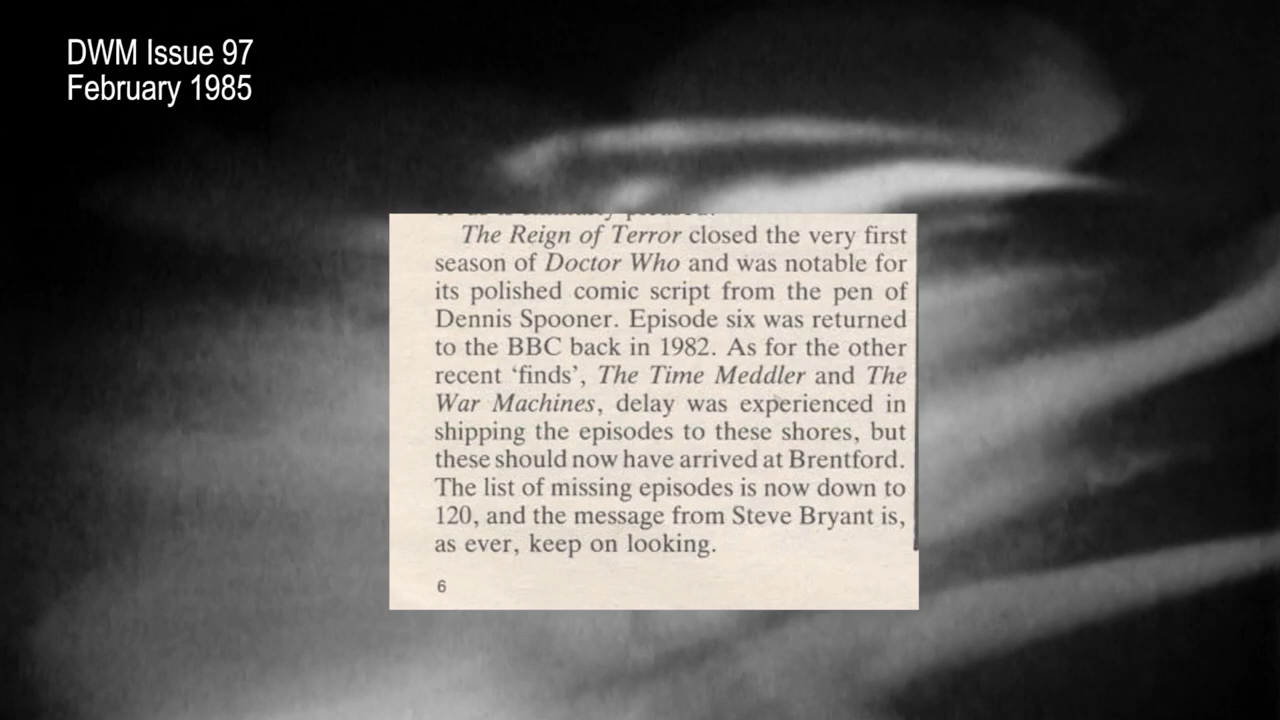 DWM Issue 97
February 1985
The Reign of Terror closed the very first
season of Doctor Who and was notable for
its polished comic script from the pen of
Dennis Spooner. Episode six was returned
to the BBC back in 1982. As for the other
recent ‘finds’, The Time Meddler and The
War Machines, delay was experienced in
shipping the episodes to these shores, but
these should now have arrived at Brentford.
The list of missing episodes is now down to
120, and the message from Steve Bryant is,
as ever, keep on looking.
6